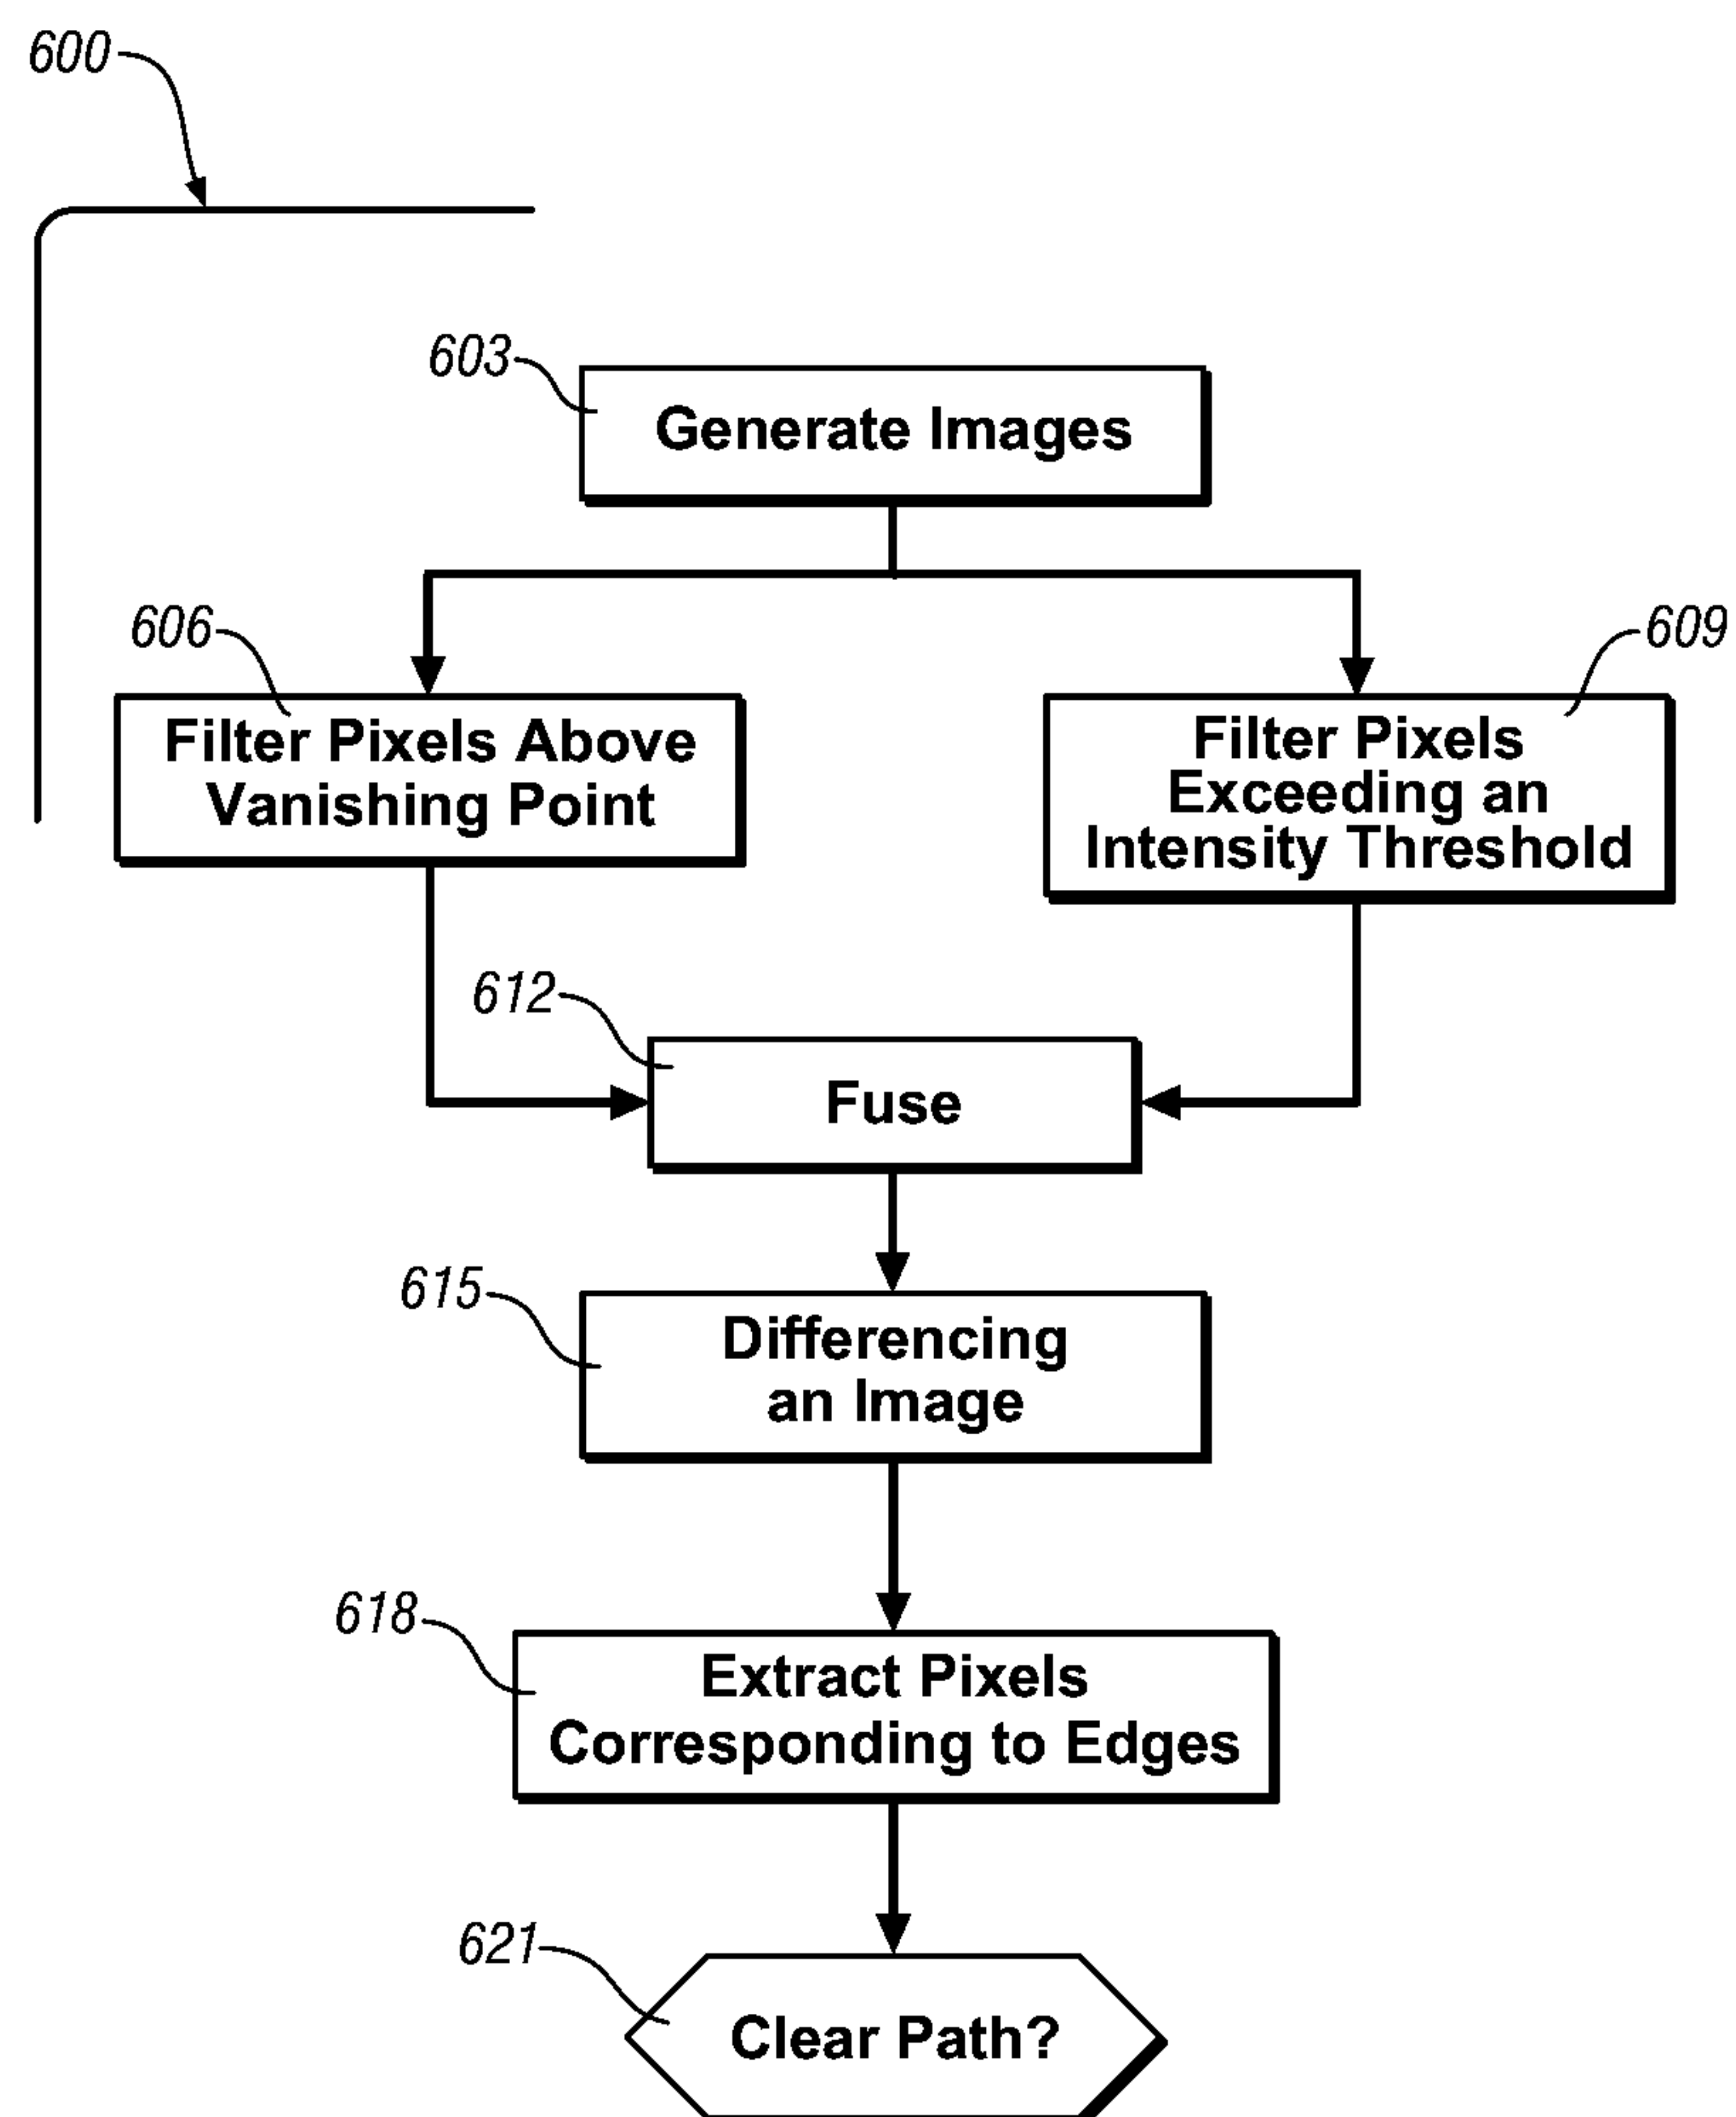 600
603
Generate Images
606
609
Filter Pixels Above
Vanishing Point
Filter Pixels
Exceeding an
Intensity Threshold
612
Fuse
615
Differencing
an Image
618
Extract Pixels
Corresponding to Edges
621
Clear Path?